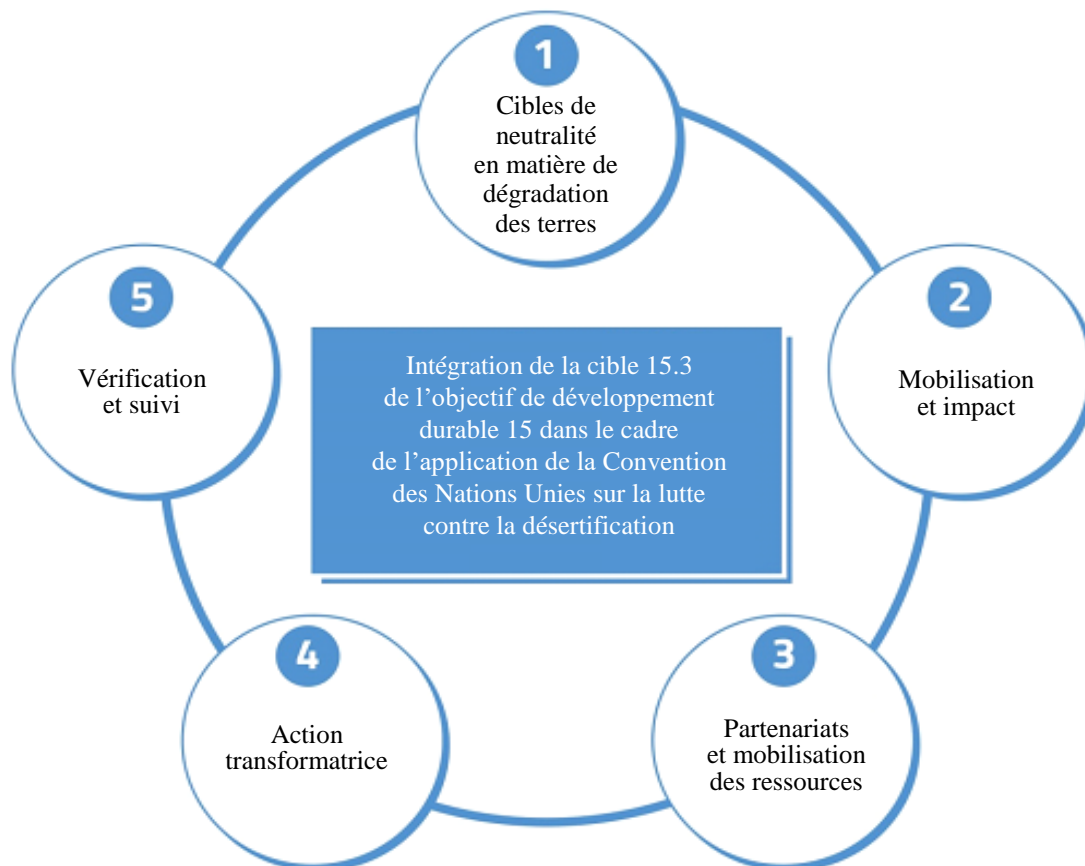 1
Cibles de
neutralité
en matière de
dégradation
des terres
2
Mobilisation
et impact
3
Partenariats
et mobilisation
des ressources
4
Action
transformatrice
5
Vérification
et suivi
Intégration de la cible 15.3
de l’objectif de développement
durable 15 dans le cadre
de l’application de la Convention
des Nations Unies sur la lutte
contre la désertification